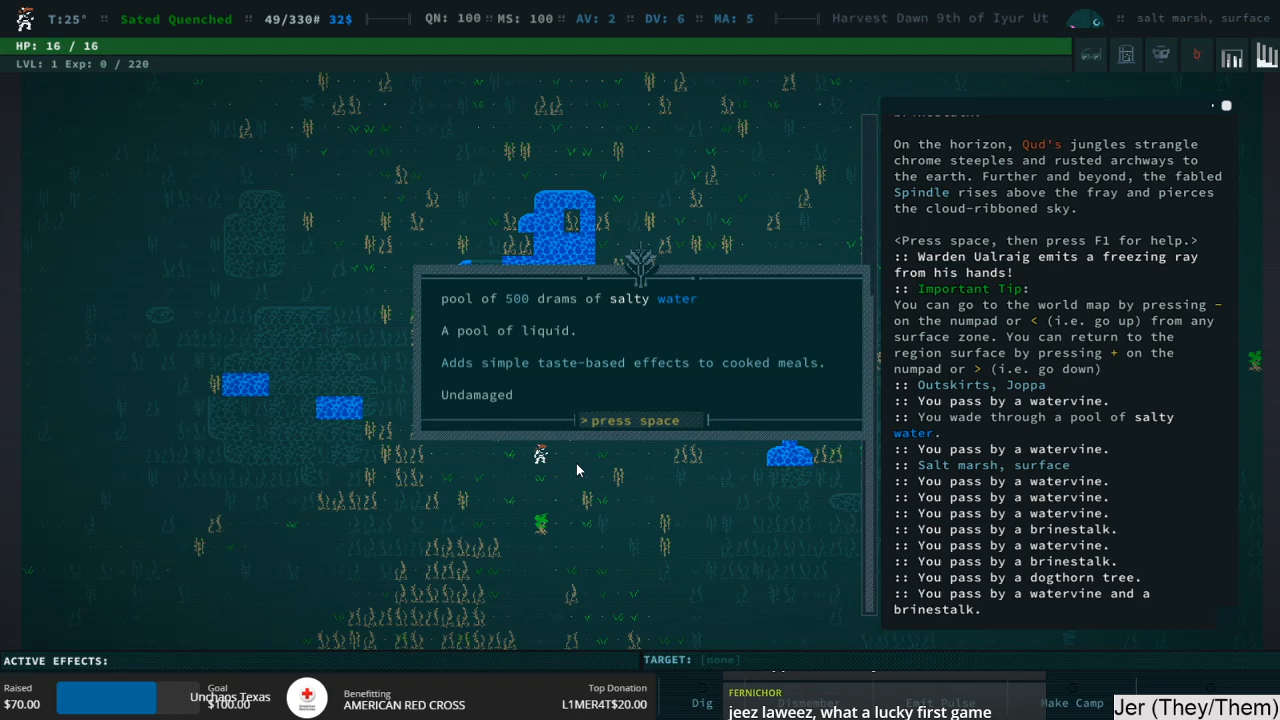 T:25° :: Sated Quenched :: 49/330# 32$ QN: 100 :: MS: 100 :: AV: 2 :: DV: 6 :: MA: 5 Harvest Dawn 9th of Iyur Ut :: salt marsh, surface
HP: 16 / 16
LVL: 1 Exp: 0 / 220
pool of 500 drams of salty water
A pool of liquid.
Adds simple taste-based effects to cooked meals.
Undamaged
>press space
On the horizon, Qud's jungles strangle
chrome steeples and rusted archways to
the earth. Further and beyond, the fabled
Spindle rises above the fray and pierces
the cloud-ribboned sky.
<Press space, then press F1 for help.>
:: Warden Ualraig emits a freezing ray
from his hands!
:: Important Tip:
You can go to the world map by pressing -
on the numpad or < (i.e. go up) from any
surface zone. You can return to the
region surface by pressing + on the
numpad or > (i.e. go down)
:: Outskirts, Joppa
:: You pass by a watervine.
:: You wade through a pool of salty
water.
:: You pass by a watervine.
:: Salt marsh, surface
:: You pass by a watervine.
:: You pass by a watervine.
:: You pass by a watervine.
:: You pass by a brinestalk.
:: You pass by a watervine.
:: You pass by a brinestalk.
:: You pass by a dogthorn tree.
:: You pass by a watervine and a
brinestalk.
ACTIVE EFFECTS:
TARGET: [none]
Raised
$70.00
Goal
$100.00
Unchass Texas
Benefitting
AMERICAN RED CROSS
Top Donation
L1MER4T$20.00
Dig Dismember Emit Pulse Make Camp
FERNICHOR
jeez laweez, what a lucky first game
Jer (They/Them)